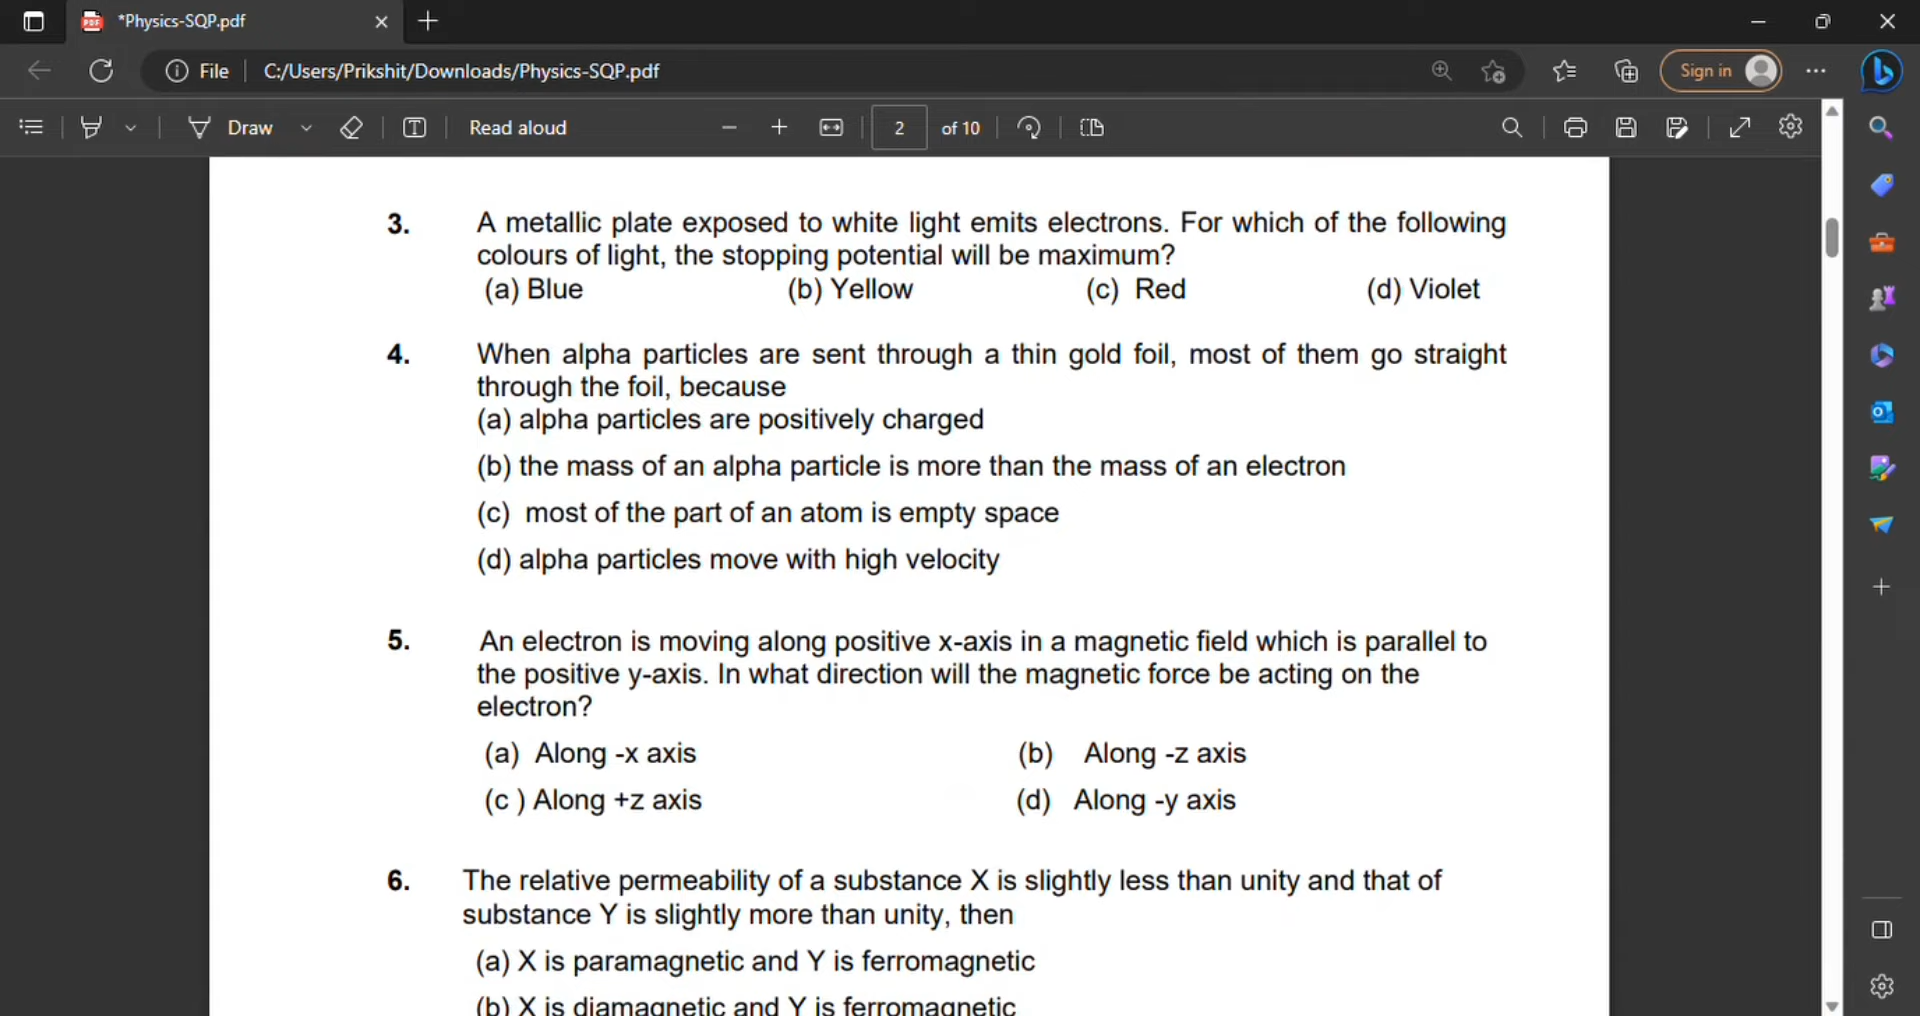 *Physics-SQP.pdf
File C:/Users/Prikshit/Downloads/Physics-SQP.pdf
Sign in
Draw Read aloud 2 of 10
3. A metallic plate exposed to white light emits electrons. For which of the following
colours of light, the stopping potential will be maximum?
(a) Blue (b) Yellow (c) Red (d) Violet
4. When alpha particles are sent through a thin gold foil, most of them go straight
through the foil, because
(a) alpha particles are positively charged
(b) the mass of an alpha particle is more than the mass of an electron
(c) most of the part of an atom is empty space
(d) alpha particles move with high velocity
5. An electron is moving along positive x-axis in a magnetic field which is parallel to
the positive y-axis. In what direction will the magnetic force be acting on the
electron?
(a) Along -x axis (b) Along -z axis
(c ) Along +z axis (d) Along -y axis
6. The relative permeability of a substance X is slightly less than unity and that of
substance Y is slightly more than unity, then
(a) X is paramagnetic and Y is ferromagnetic
(b) X is diamagnetic and Y is ferromagnetic